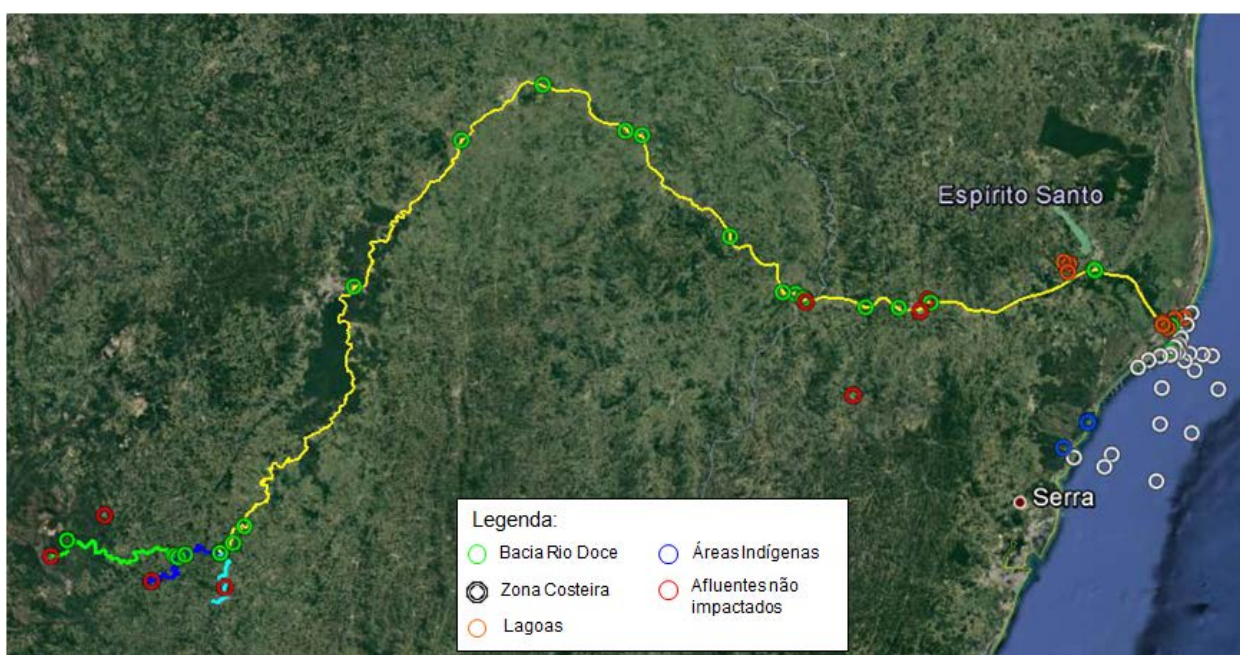 Espírito Santo
Serra
Legenda:
Bacia Rio Doce
Áreas Indígenas
Zona Costeira
Afluentes não
impactados
Lagoas